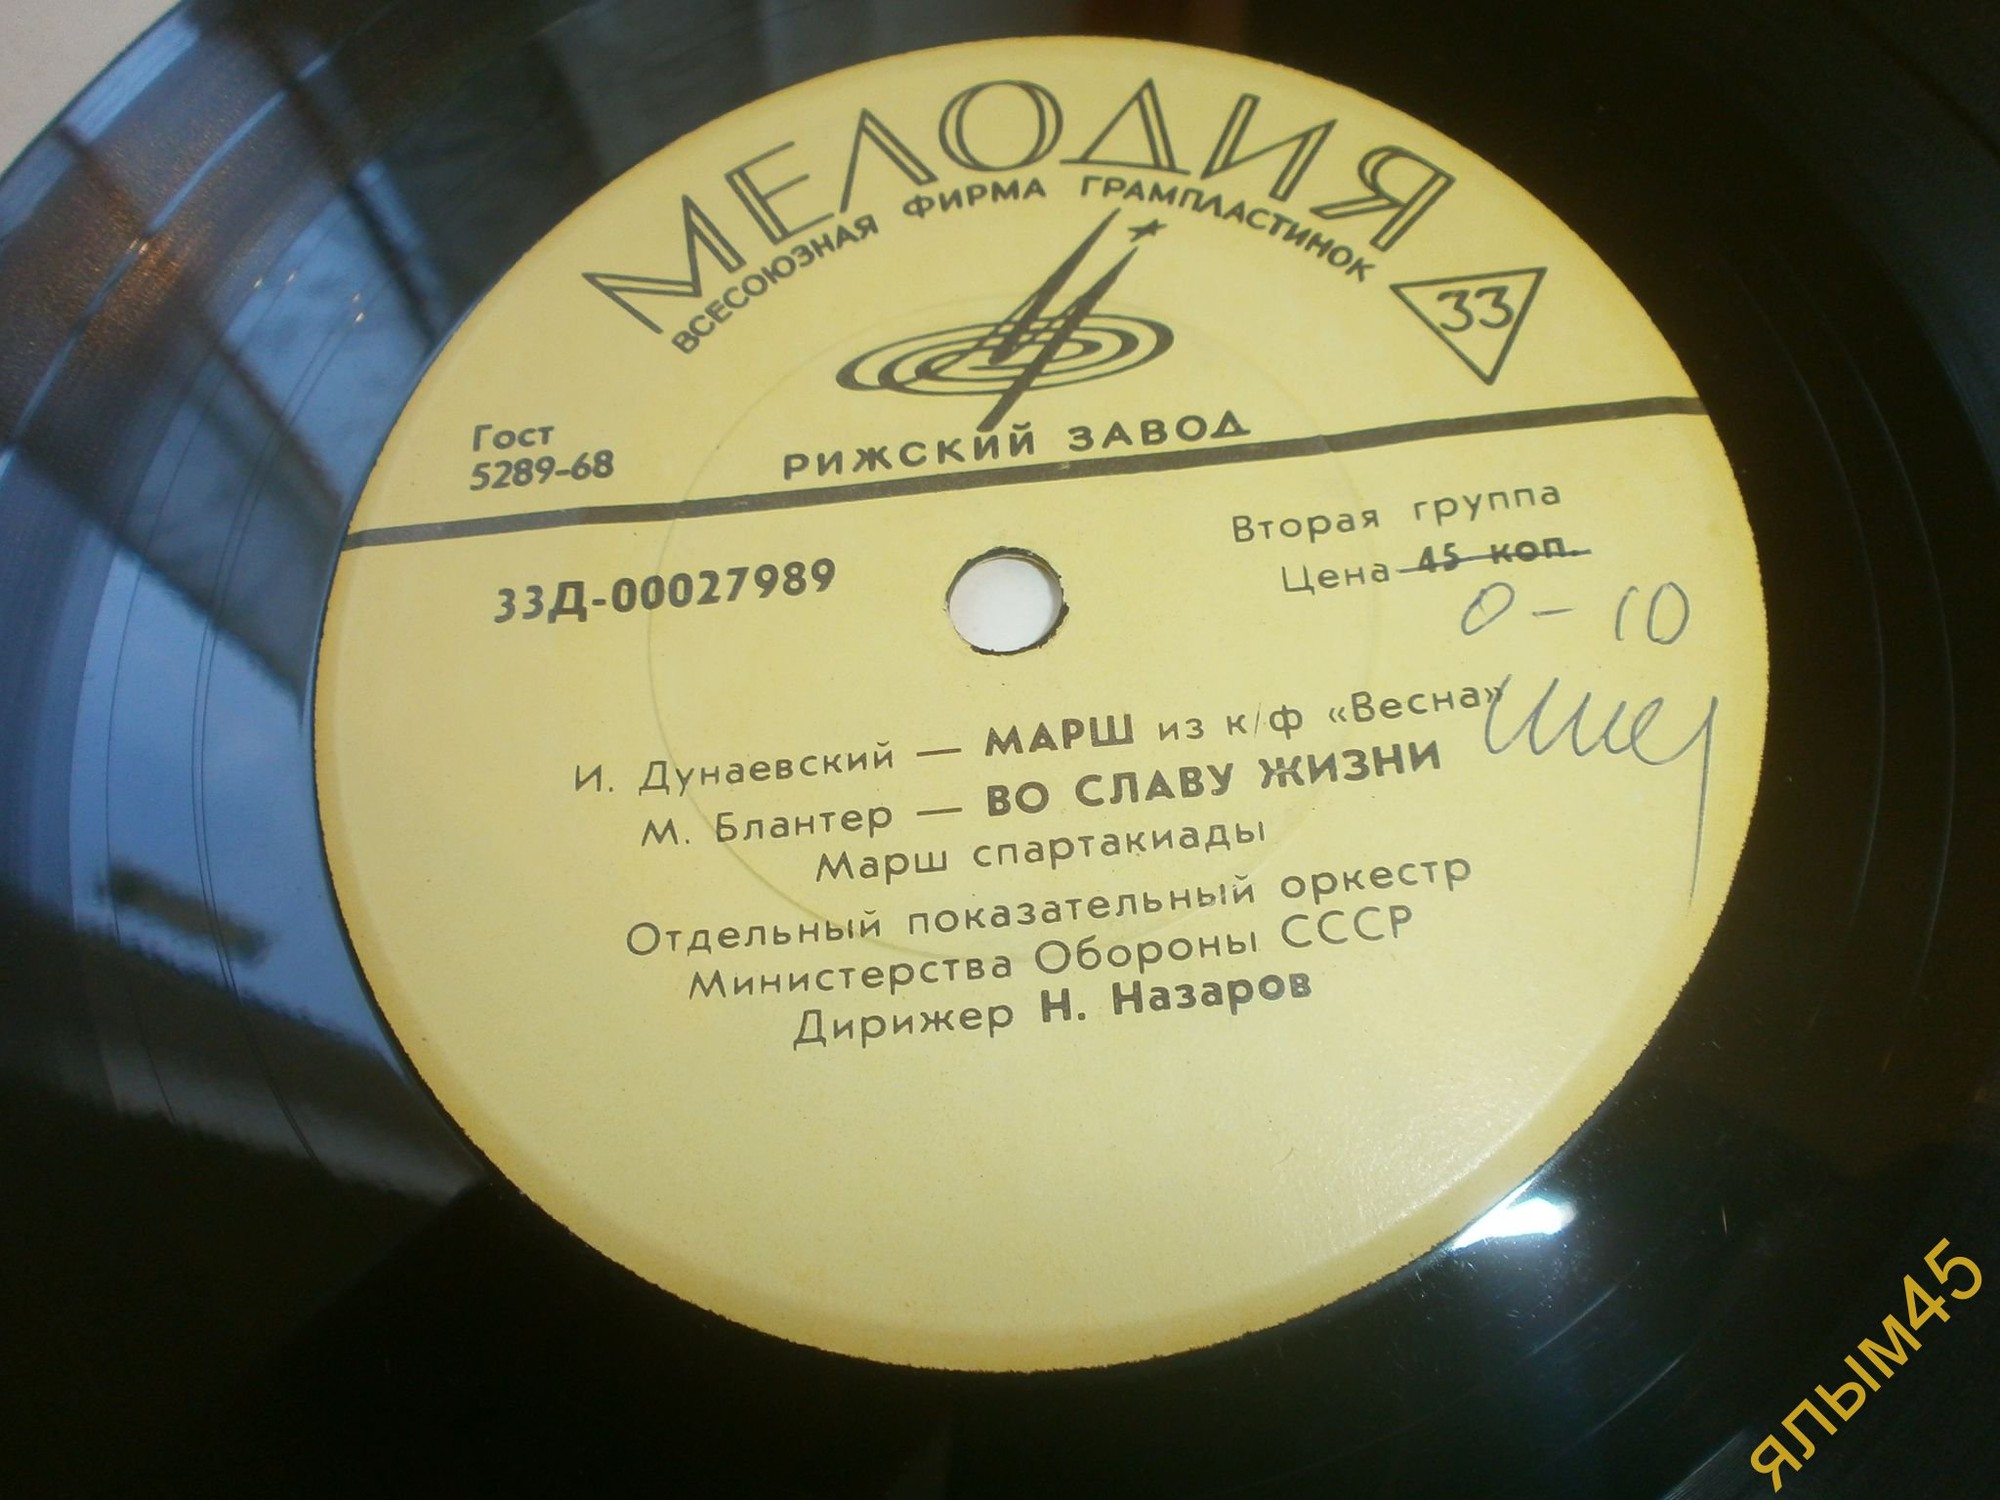 МЕЛОДИЯ
ВСЕСОЮЗНАЯ ФИРМА ГРАМПЛАСТИНОК
33
РИЖСКИЙ ЗАВОД
Гост
5289-68
Вторая группа
Цена 45 коп.
0-10
33Д-00027989
И. Дунаевский — МАРШ из к/ф «Весна»
М. Блантер — ВО СЛАВУ ЖИЗНИ
Марш спартакиады
Отдельный показательный оркестр
Министерства Обороны СССР
Дирижер Н. Назаров
ялым45